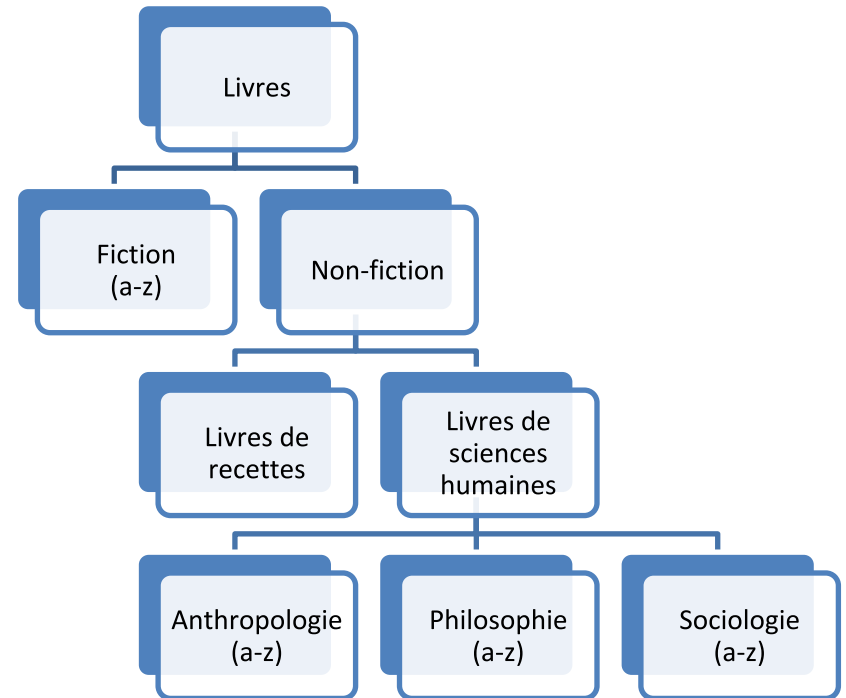 Livres
Fiction
(a-z)
Non-fiction
Livres de
recettes
Livres de
sciences
humaines
Anthropologie
(a-z)
Philosophie
(a-z)
Sociologie
(a-z)